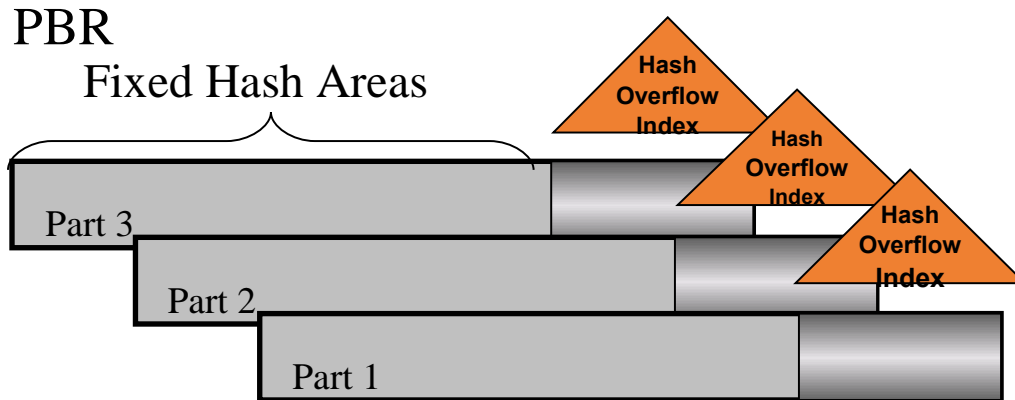 PBR
Fixed Hash Areas
Hash
Overflow
Index
Hash
Overflow
Index
Hash
Overflow
Index
Part 3
Part 2
Part 1